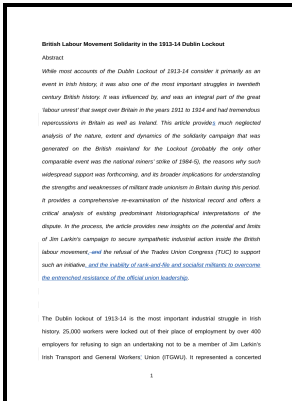 British Labour Movement Solidarity in the 1913-14 Dublin Lockout
Abstract
While most accounts of the Dublin Lockout of 1913-14 consider it primarily as an
event in Irish history, it was also one of the most important struggles in twentieth
century British history. It was influenced by, and was an integral part of the great
'labour unrest' that swept over Britain in the years 1911 to 1914 and had tremendous
repercussions in Britain as well as Ireland. This article provides much neglected
analysis of the nature, extent and dynamics of the solidarity campaign that was
generated on the British mainland for the Lockout (probably the only other
comparable event was the national miners' strike of 1984-5), the reasons why such
widespread support was forthcoming, and its broader implications for understanding
the strengths and weaknesses of militant trade unionism in Britain during this period.
It provides a comprehensive re-examination of the historical record and offers a
critical analysis of existing predominant historiographical interpretations of the
dispute. In the process, the article provides new insights on the potential and limits
of Jim Larkin's campaign to secure sympathetic industrial action inside the British
labour movement, and the refusal of the Trades Union Congress (TUC) to support
such an initiative, and the inability of rank-and-file and socialist militants to overcome
the entrenched resistance of the official union leadership.
The Dublin lockout of 1913-14 is the most important industrial struggle in Irish
history. 25,000 workers were locked out of their place of employment by over 400
employers for refusing to sign an undertaking not to be a member of Jim Larkin's
Irish Transport and General Workers' Union (ITGWU). It represented a concerted
1